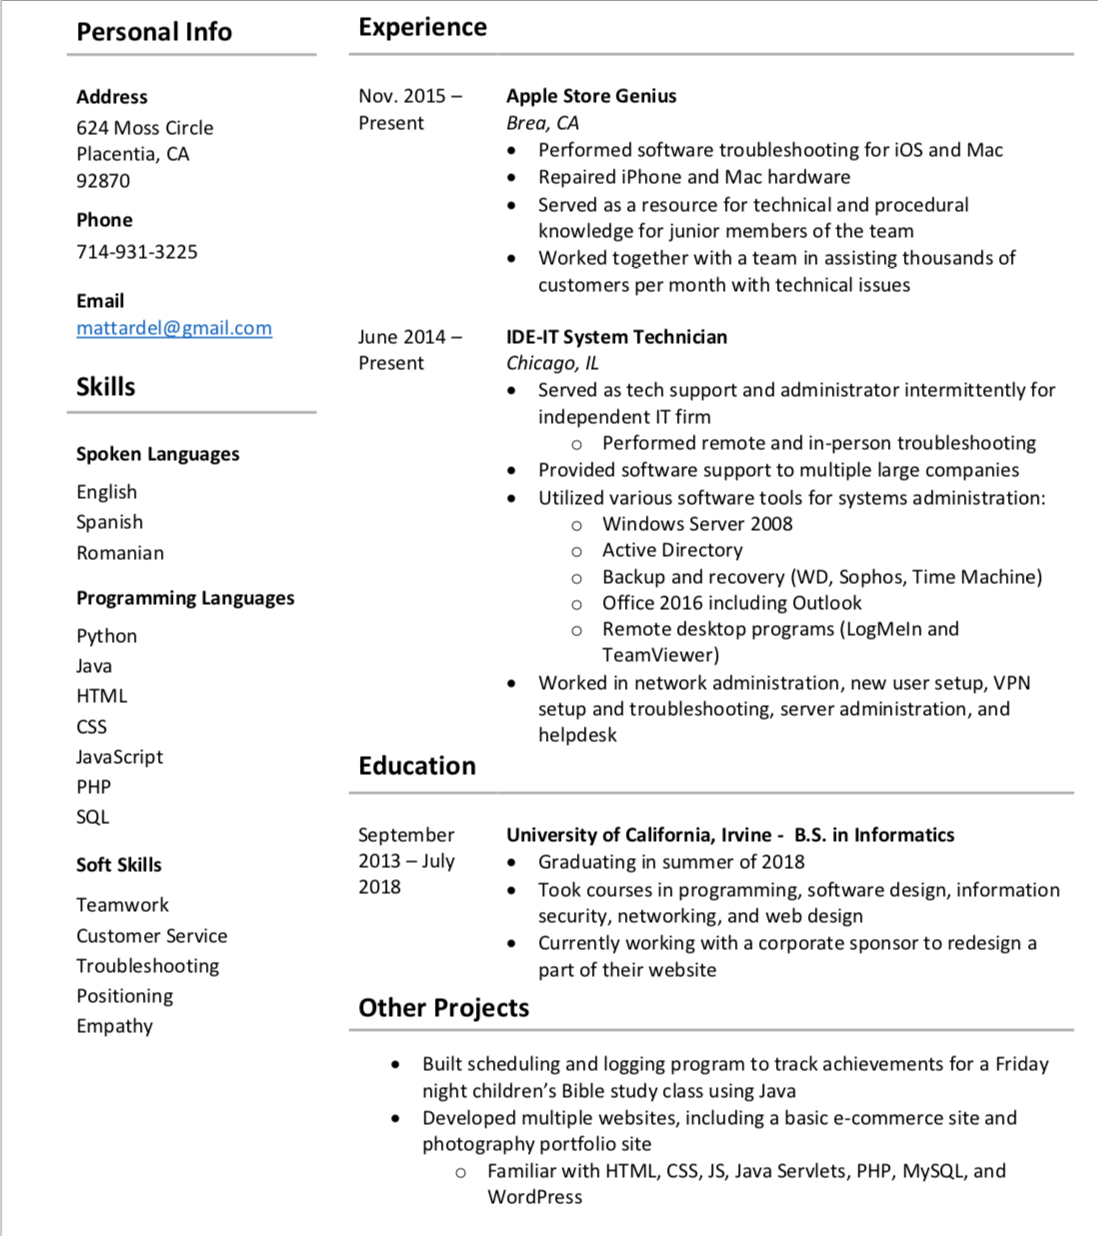 Personal Info
Address
624 Moss Circle
Placentia, CA
92870
Phone
714-931-3225
Email
mattardel@gmail.com
Skills
Spoken Languages
English
Spanish
Romanian
Programming Languages
Python
Java
HTML
CSS
JavaScript
PHP
SQL
Soft Skills
Teamwork
Customer Service
Troubleshooting
Positioning
Empathy
Experience
Nov. 2015 –
Present
Apple Store Genius
Brea, CA
• Performed software troubleshooting for iOS and Mac
• Repaired iPhone and Mac hardware
• Served as a resource for technical and procedural
knowledge for junior members of the team
• Worked together with a team in assisting thousands of
customers per month with technical issues
June 2014 –
Present
IDE-IT System Technician
Chicago, IL
• Served as tech support and administrator intermittently for
independent IT firm
o Performed remote and in-person troubleshooting
• Provided software support to multiple large companies
• Utilized various software tools for systems administration:
o Windows Server 2008
o Active Directory
o Backup and recovery (WD, Sophos, Time Machine)
o Office 2016 including Outlook
o Remote desktop programs (LogMeIn and
TeamViewer)
• Worked in network administration, new user setup, VPN
setup and troubleshooting, server administration, and
helpdesk
Education
September
2013 – July
2018
University of California, Irvine - B.S. in Informatics
• Graduating in summer of 2018
• Took courses in programming, software design, information
security, networking, and web design
• Currently working with a corporate sponsor to redesign a
part of their website
Other Projects
• Built scheduling and logging program to track achievements for a Friday
night children’s Bible study class using Java
• Developed multiple websites, including a basic e-commerce site and
photography portfolio site
o Familiar with HTML, CSS, JS, Java Servlets, PHP, MySQL, and
WordPress